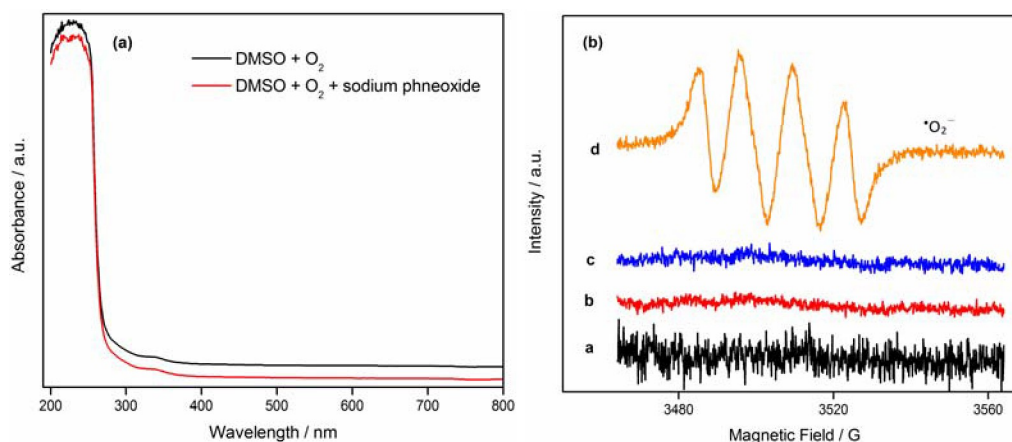 (a)
DMSO + O₂
DMSO + O₂ + sodium phneoxide
Absorbance / a.u.
200 300 400 500 600 700 800
Wavelength / nm
(b)
•O₂⁻
d
c
b
a
Intensity / a.u.
3480 3520 3560
Magnetic Field / G